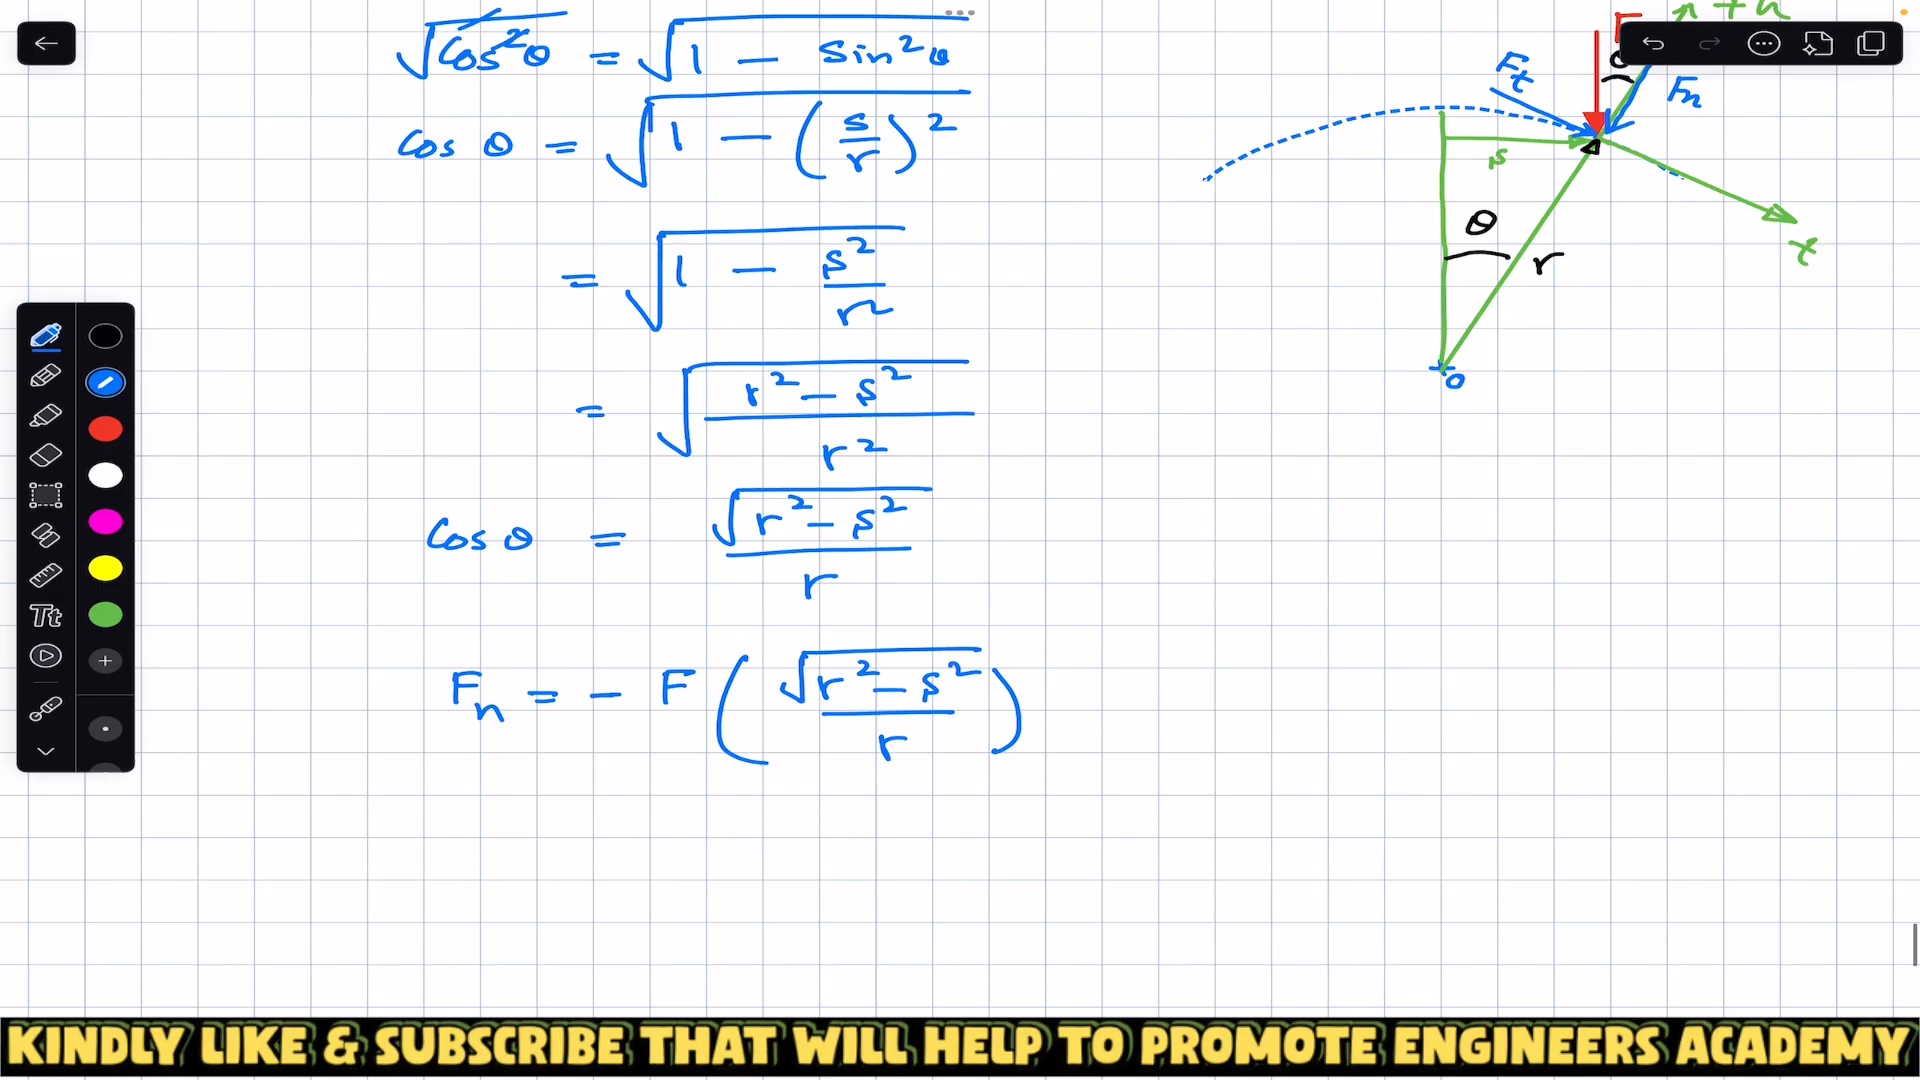 √cos²θ = √1 − sin²θ
cos θ = √1 − (s/r)²
= √1 − s²/r²
= √r² − s²/r²
cos θ = √r² − s²/r
Fn = − F (√r² − s²/r)
Ft
Fn
F
+n
s
A
θ
r
t
o
Tt
KINDLY LIKE & SUBSCRIBE THAT WILL HELP TO PROMOTE ENGINEERS ACADEMY